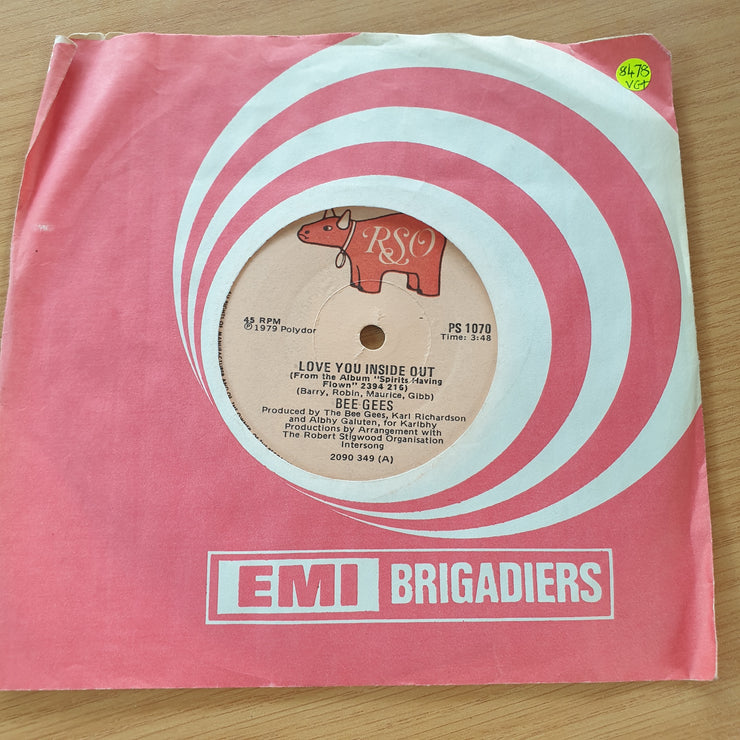 8478
VG+
RSO
45 RPM
℗ 1979 Polydor
PS 1070
Time: 3:48
LOVE YOU INSIDE OUT
(From the Album "Spirits Having
Flown" 2394 216)
(Barry, Robin, Maurice, Gibb)
BEE GEES
Produced by The Bee Gees, Karl Richardson
and Albhy Galuten, for Karlbhy
Productions by Arrangement with
The Robert Stigwood Organisation
Intersong
2090 349 (A)
EMI BRIGADIERS